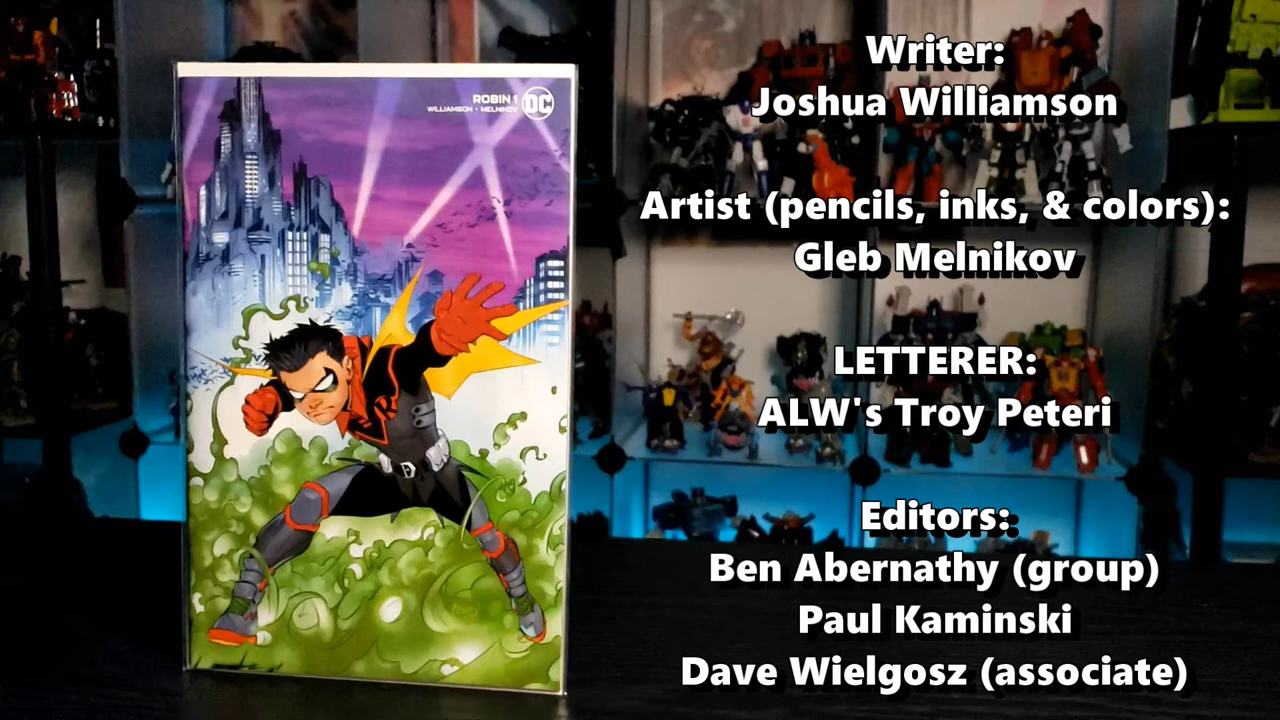 ROBIN 1
WILLIAMSON • MELNIKOV
DC
Writer:
Joshua Williamson
Artist (pencils, inks, & colors):
Gleb Melnikov
LETTERER:
ALW's Troy Peteri
Editors:
Ben Abernathy (group)
Paul Kaminski
Dave Wielgosz (associate)